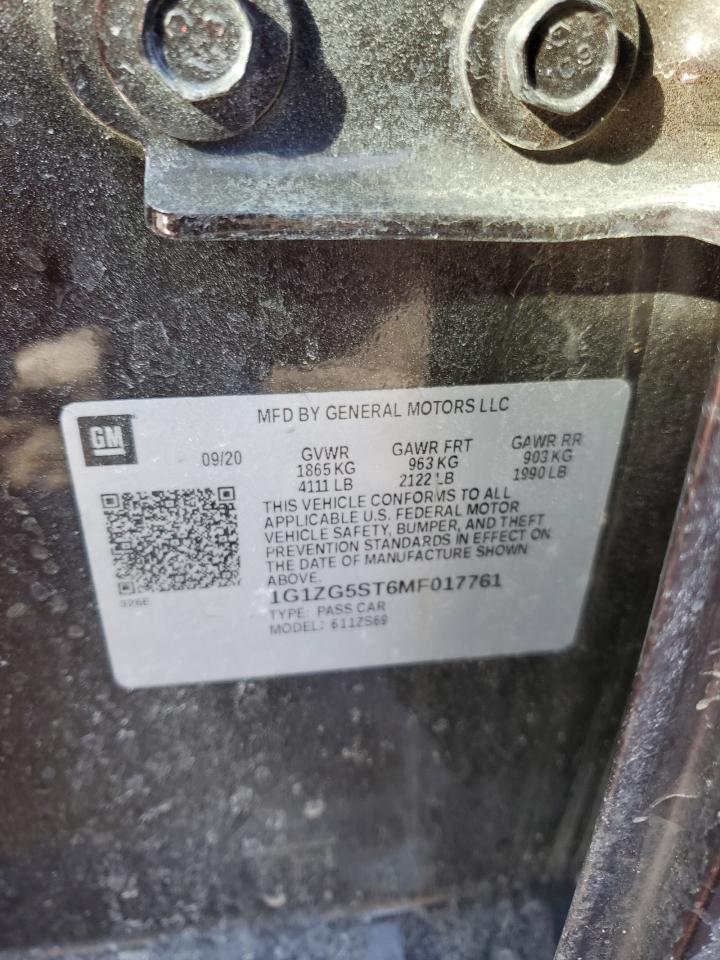 MFD BY GENERAL MOTORS LLC
GM
09/20
GVWR
1865 KG
4111 LB
GAWR FRT
963 KG
2122 LB
GAWR RR
903 KG
1990 LB
THIS VEHICLE CONFORMS TO ALL
APPLICABLE U.S. FEDERAL MOTOR
VEHICLE SAFETY, BUMPER, AND THEFT
PREVENTION STANDARDS IN EFFECT ON
THE DATE OF MANUFACTURE SHOWN
ABOVE.
1G1ZG5ST6MF017761
TYPE: PASS CAR
MODEL: 611ZS69
326E